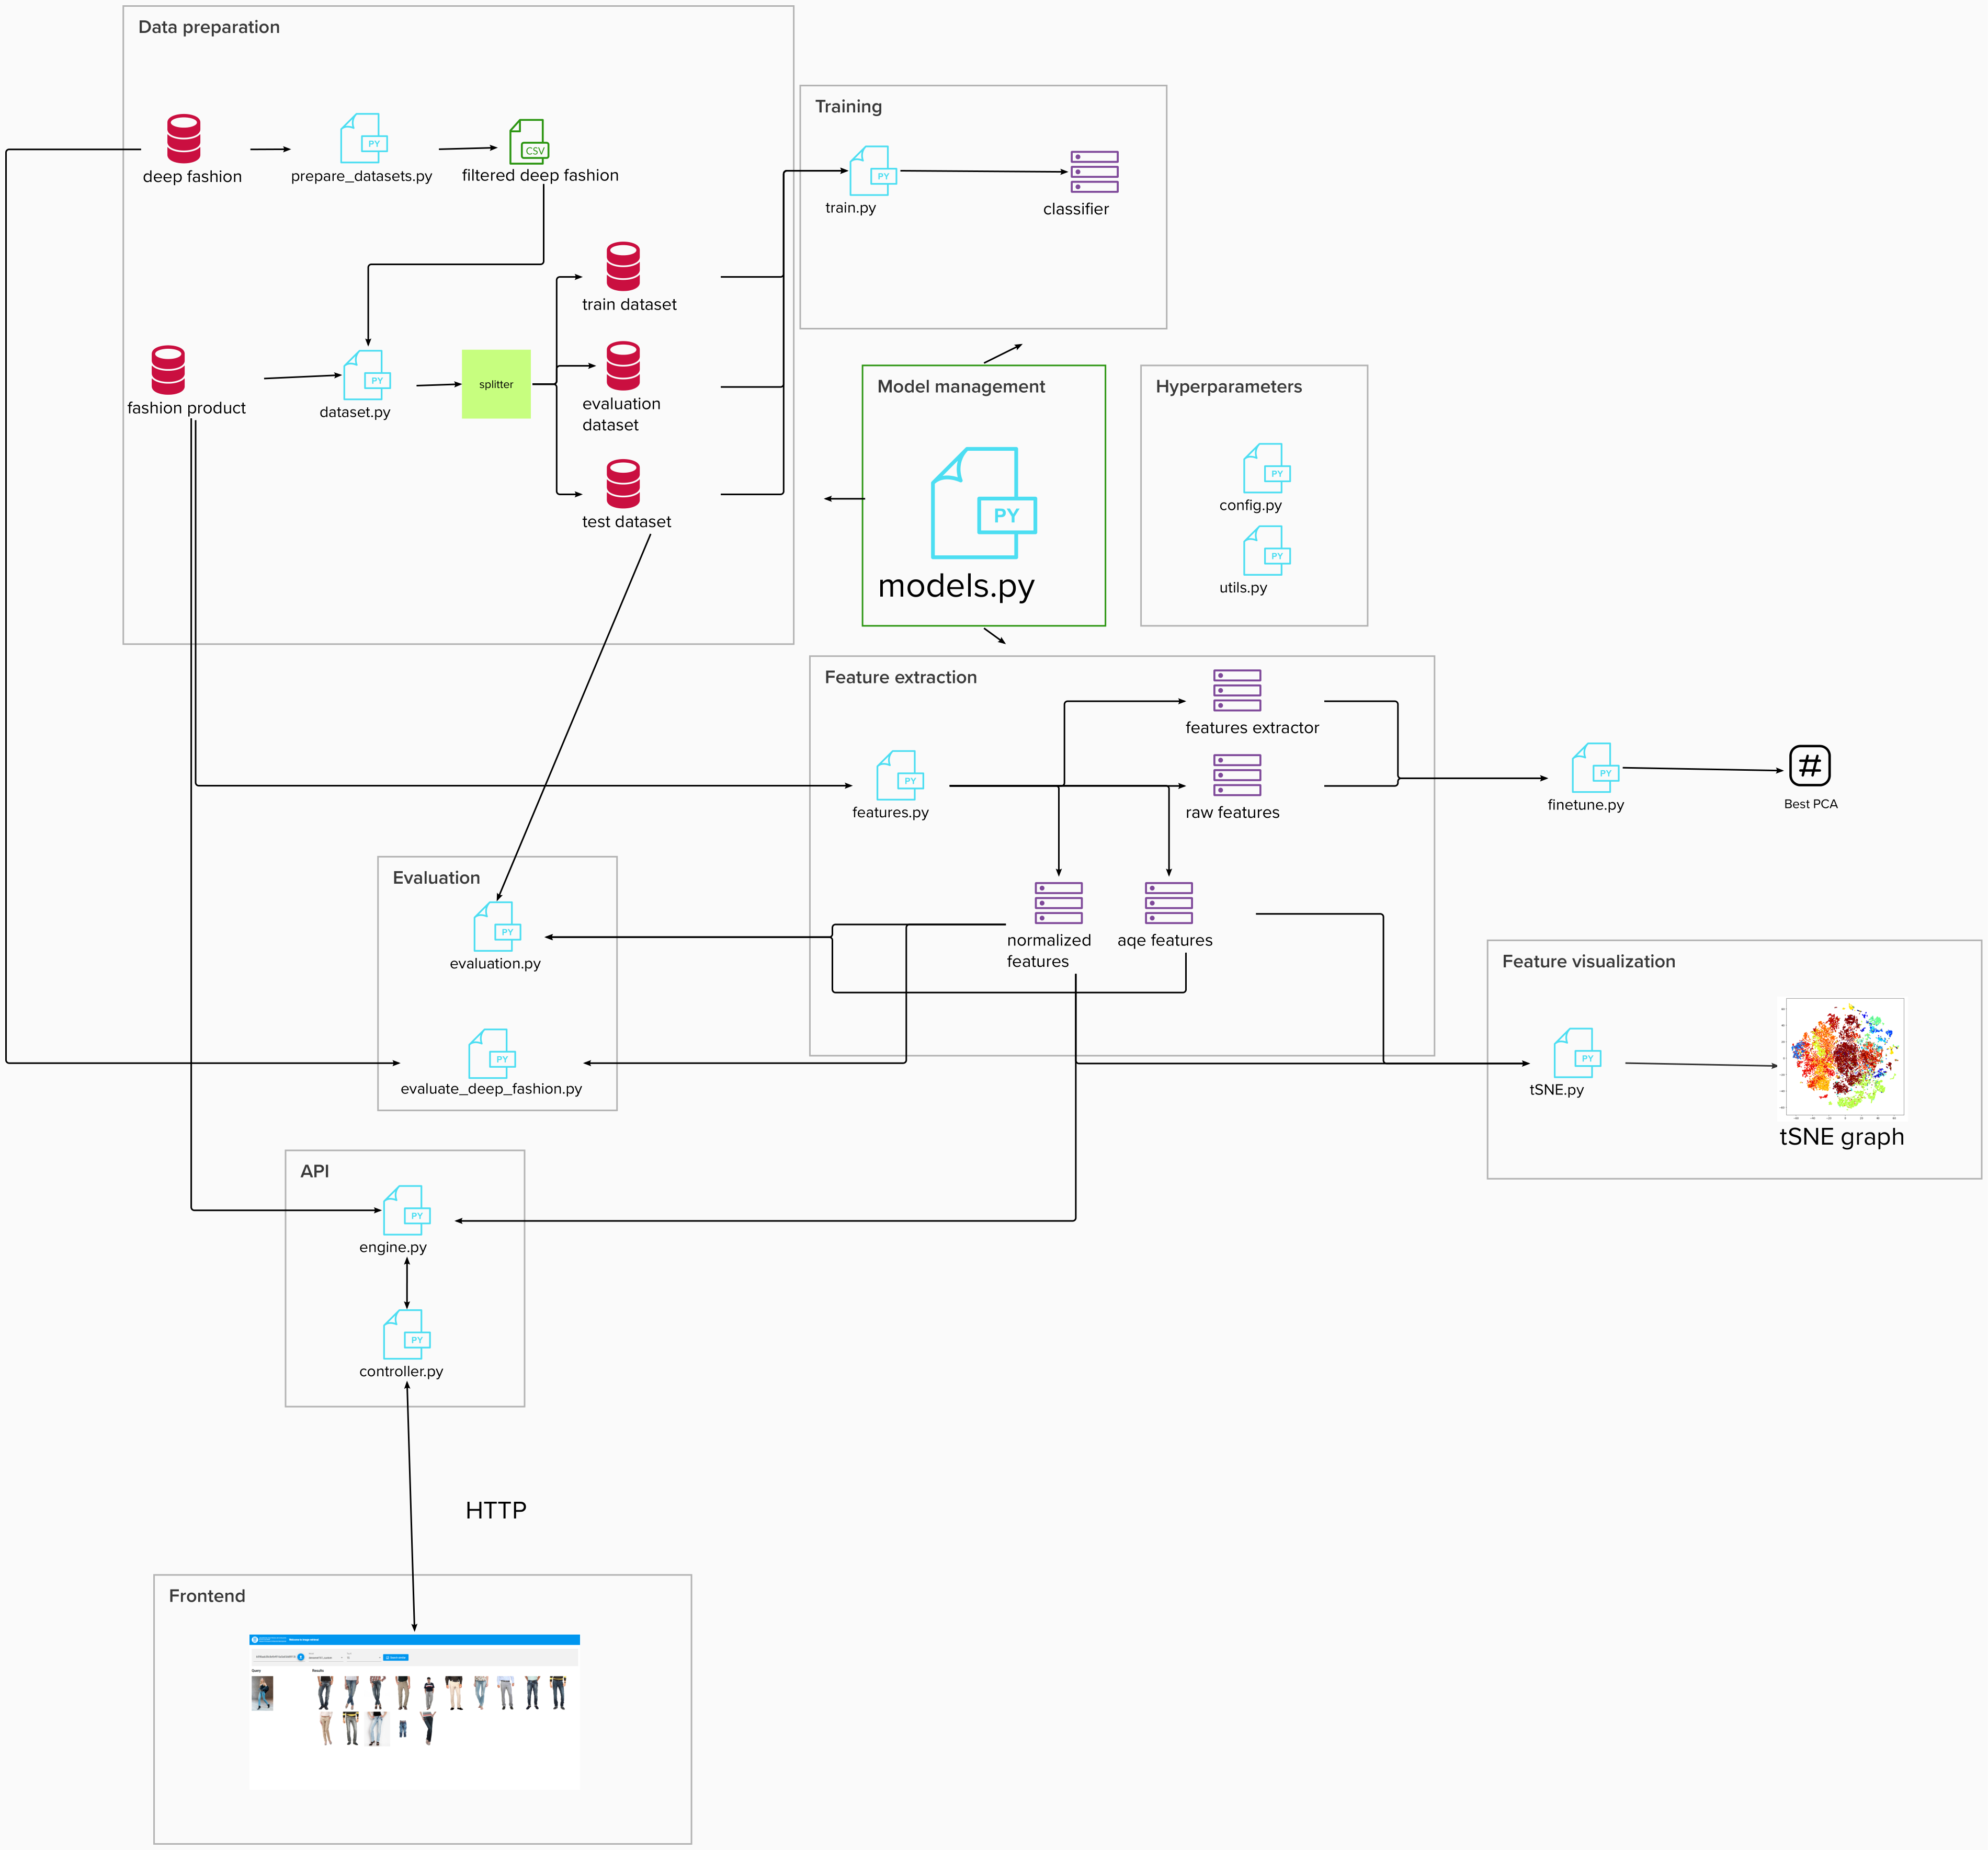 Data preparation
deep fashion
PY
prepare_datasets.py
CSV
filtered deep fashion
fashion product
PY
dataset.py
splitter
train dataset
evaluation
dataset
test dataset
Training
PY
train.py
classifier
Model management
PY
models.py
Hyperparameters
PY
config.py
PY
utils.py
Feature extraction
features extractor
PY
features.py
raw features
normalized
features
aqe features
PY
finetune.py
#
Best PCA
Evaluation
PY
evaluation.py
PY
evaluate_deep_fashion.py
Feature visualization
PY
tSNE.py
tSNE graph
API
PY
engine.py
PY
controller.py
HTTP
Frontend
Query
Results